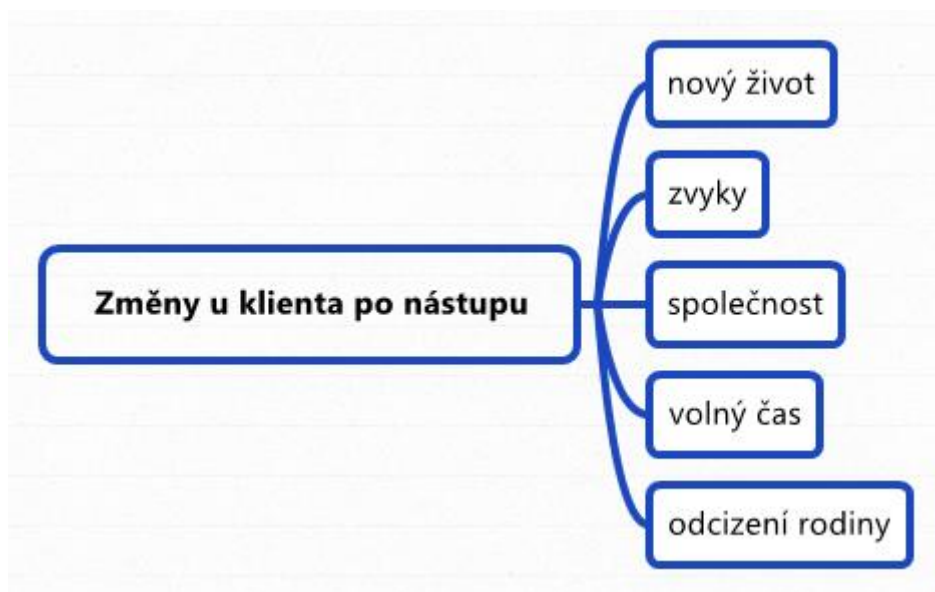 nový život
zvyky
Změny u klienta po nástupu
společnost
volný čas
odcizení rodiny